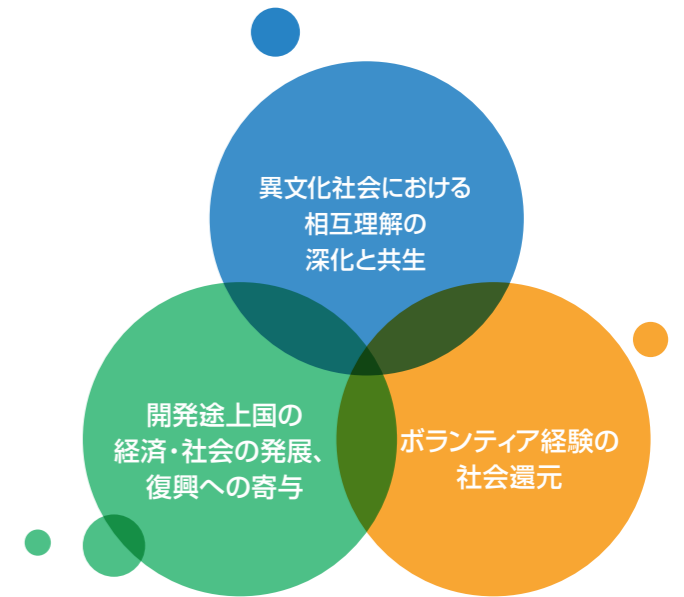 異文化社会における
相互理解の
深化と共生
開発途上国の
経済・社会の発展、
復興への寄与
ボランティア経験の
社会還元